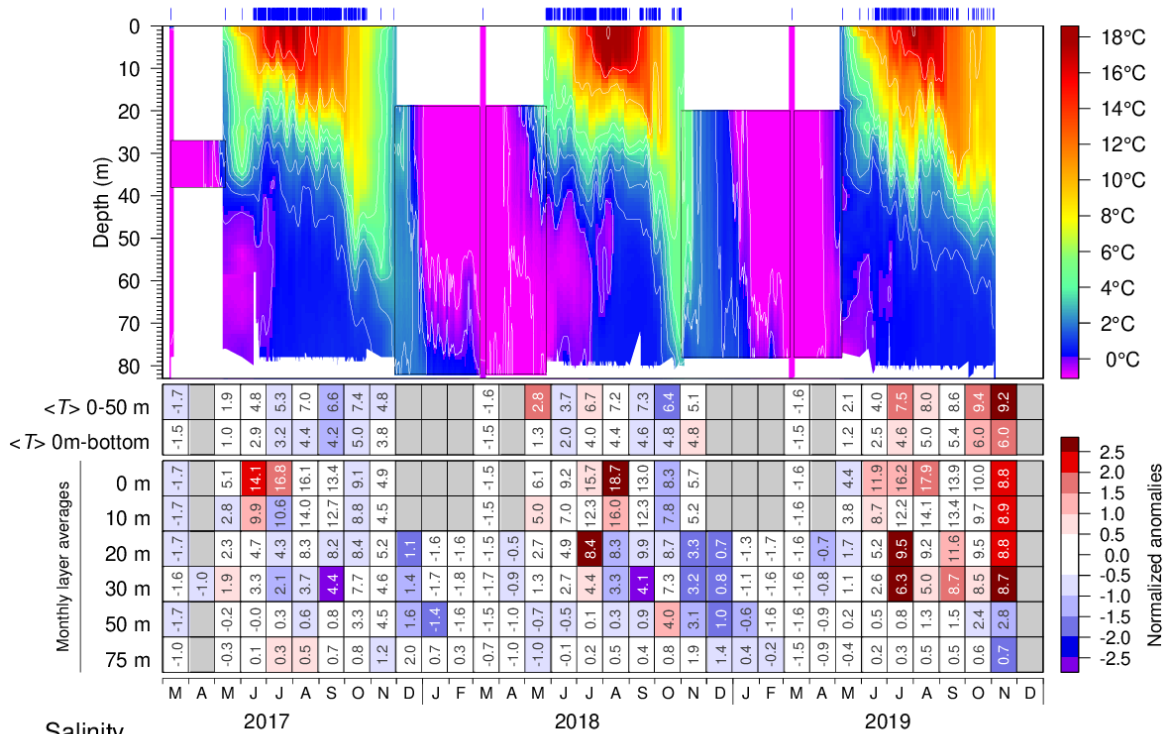 0
10
20
30
40
50
60
70
80
Depth (m)
18°C
16°C
14°C
12°C
10°C
8°C
6°C
4°C
2°C
0°C
<T> 0-50 m -1.7 1.9 4.8 5.3 7.0 6.6 7.4 4.8 -1.6 2.8 3.7 6.7 7.2 7.3 6.4 5.1 -1.6 2.1 4.0 7.5 8.0 8.6 9.4 9.2
<T> 0m-bottom -1.5 1.0 2.9 3.2 4.4 4.2 5.0 3.8 -1.5 1.3 2.0 4.0 4.4 4.8 4.8 4.8 -1.6 1.2 2.5 4.6 5.0 5.4 6.0 6.0
Monthly layer averages
0 m -1.7 5.1 14.1 16.8 16.1 13.4 9.1 4.9 -1.5 6.1 9.2 15.7 18.7 13.0 8.3 5.7 -1.6 4.4 11.9 16.2 17.9 13.9 10.0 8.8
10 m -1.7 2.8 9.9 10.6 14.0 12.7 8.8 4.5 -1.5 5.0 7.0 12.3 16.0 12.3 7.8 5.2 -1.6 3.8 8.7 12.2 14.1 13.4 9.7 8.9
20 m -1.7 2.3 4.7 4.3 8.3 8.2 8.4 5.2 1.1 -1.6 -1.6 -1.7 -0.5 2.7 4.9 8.4 8.3 9.9 8.7 3.3 0.7 -1.3 -1.7 -1.6 -0.7 1.7 5.2 9.5 9.2 11.6 9.5 8.8
30 m -1.6 -1.0 1.9 3.3 2.1 3.7 4.4 7.7 4.6 1.4 -1.7 -1.8 -1.7 -0.9 1.3 2.7 4.4 3.3 4.1 7.3 3.2 0.8 -1.1 -1.6 -1.6 -0.8 1.1 2.6 6.3 5.0 8.7 8.5 8.7
50 m -1.7 -0.2 -0.0 0.3 0.6 0.8 3.3 4.5 1.6 -1.4 -1.6 -1.5 -1.0 -0.7 -0.5 0.1 0.3 0.9 4.0 3.1 1.0 -0.6 -1.6 -1.6 -0.9 0.2 0.5 0.8 1.3 1.5 2.4 2.8
75 m -1.0 -0.3 0.1 0.3 0.5 0.7 0.8 1.2 2.0 0.7 0.3 -0.7 -1.0 -1.0 -0.1 0.2 0.5 0.4 0.8 1.9 1.4 0.4 -0.2 -1.5 -0.9 -0.4 0.2 0.3 0.5 0.5 0.6 0.7
2.5
2.0
1.5
1.0
0.5
0.0
-0.5
-1.0
-1.5
-2.0
-2.5
Normalized anomalies
M A M J J A S O N D J F M A M J J A S O N D J F M A M J J A S O N D
2017 2018 2019
Salinity